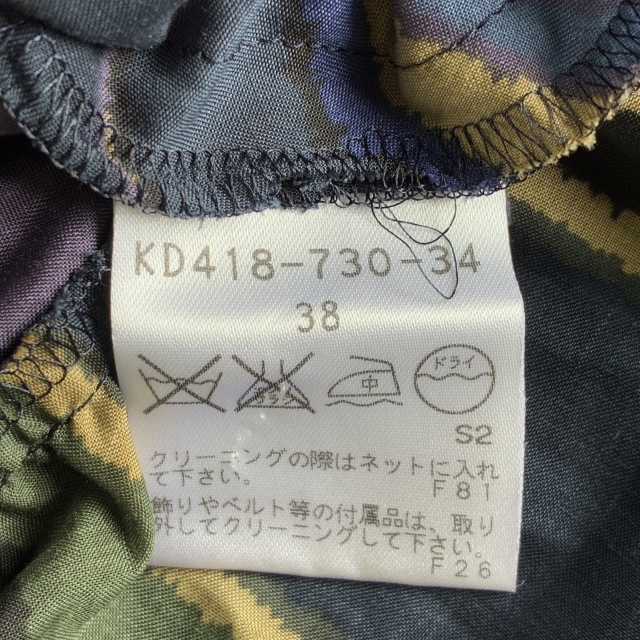 KD418-730-34
38
中
ドライ
S2
クリーニングの際はネットに入れ
て下さい。
F81
飾りやベルト等の付属品は、取り
外してクリーニングして下さい。
F26